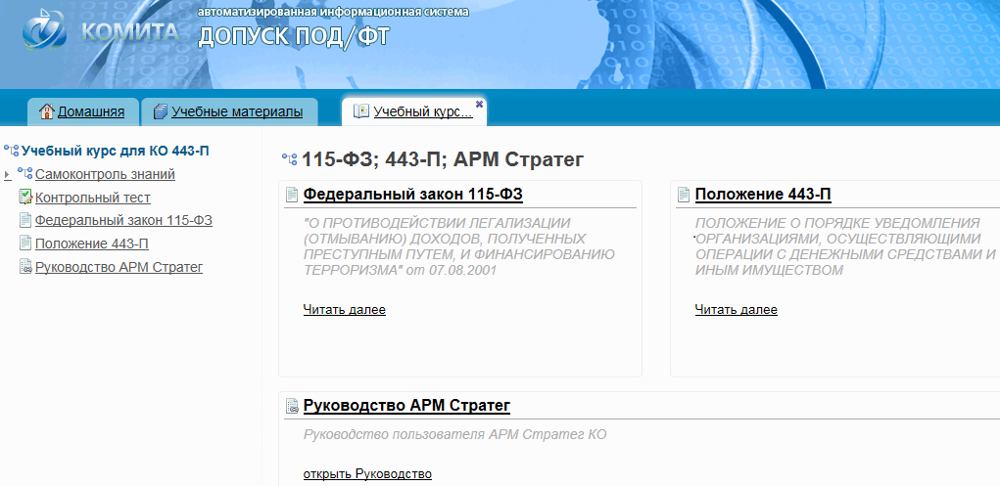 автоматизированная информационная система
КОМИТА
ДОПУСК ПОД/ФТ
Домашняя
Учебные материалы
Учебный курс...
Учебный курс для КО 443-П
Самоконтроль знаний
Контрольный тест
Федеральный закон 115-ФЗ
Положение 443-П
Руководство АРМ Стратег
115-ФЗ; 443-П; АРМ Стратег
Федеральный закон 115-ФЗ
"О ПРОТИВОДЕЙСТВИИ ЛЕГАЛИЗАЦИИ
(ОТМЫВАНИЮ) ДОХОДОВ, ПОЛУЧЕННЫХ
ПРЕСТУПНЫМ ПУТЕМ, И ФИНАНСИРОВАНИЮ
ТЕРРОРИЗМА" от 07.08.2001
Читать далее
Положение 443-П
ПОЛОЖЕНИЕ О ПОРЯДКЕ УВЕДОМЛЕНИЯ
ОРГАНИЗАЦИЯМИ, ОСУЩЕСТВЛЯЮЩИМИ
ОПЕРАЦИИ С ДЕНЕЖНЫМИ СРЕДСТВАМИ И
ИНЫМ ИМУЩЕСТВОМ
Читать далее
Руководство АРМ Стратег
Руководство пользователя АРМ Стратег КО
открыть Руководство